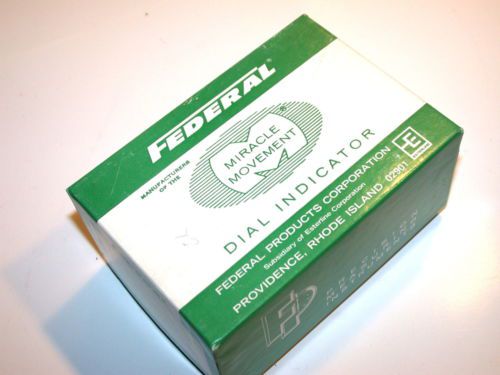 FEDERAL®
MANUFACTURERS
OF THE
MIRACLE
MOVEMENT
®
DIAL INDICATOR
FEDERAL PRODUCTS CORPORATION
Subsidiary of Esterline Corporation
PROVIDENCE, RHODE ISLAND 02901